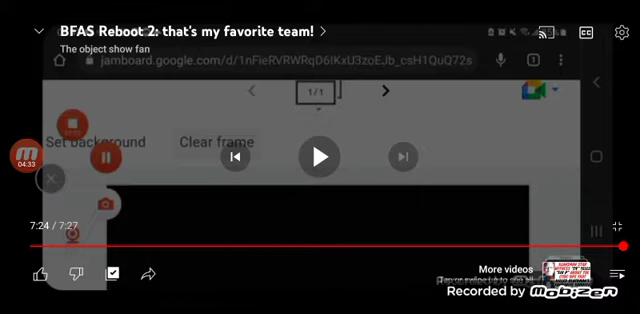 BFAS Reboot 2: that's my favorite team!
The object show fan
jamboard.google.com/d/1nFieRVRWRqD6IKxU3zoEJb_csH1QuQ72s
1
1/1
Set background
Clear frame
04:33
7:24 / 7:27
More videos
Recorded by MOBIZEN